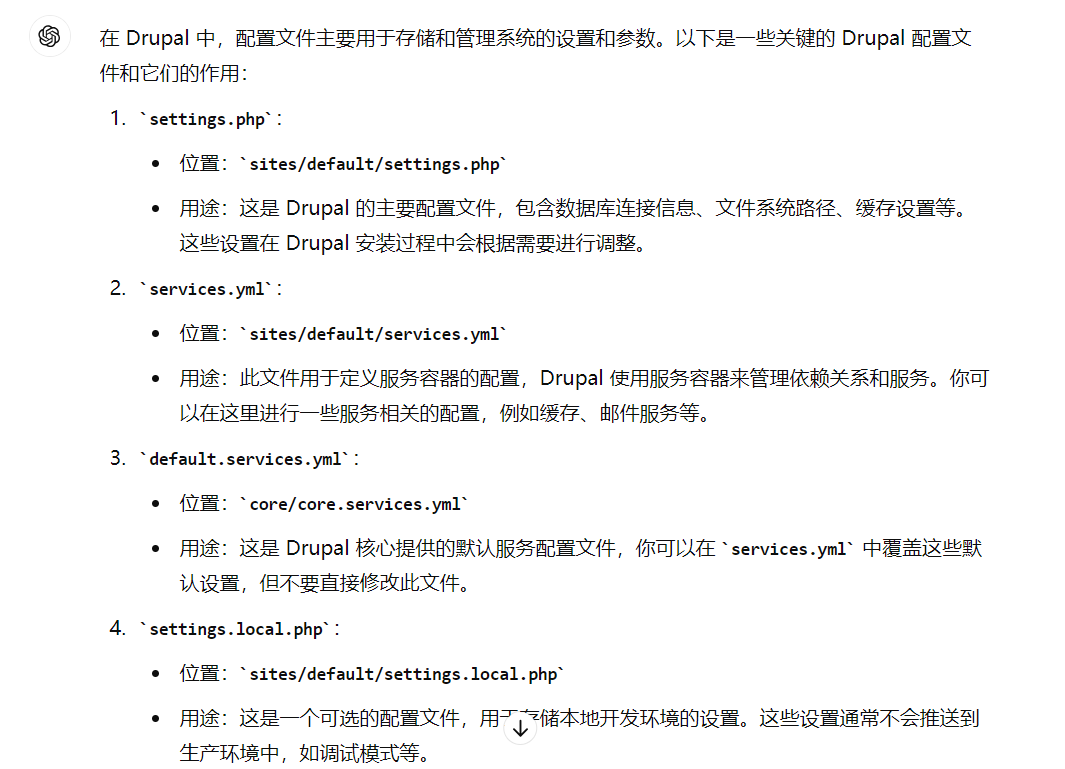 在 Drupal 中，配置文件主要用于存储和管理系统的设置和参数。以下是一些关键的 Drupal 配置文
件和它们的作用：
1. `settings.php`：
• 位置：`sites/default/settings.php`
• 用途：这是 Drupal 的主要配置文件，包含数据库连接信息、文件系统路径、缓存设置等。
这些设置在 Drupal 安装过程中会根据需要进行调整。
2. `services.yml`：
• 位置：`sites/default/services.yml`
• 用途：此文件用于定义服务容器的配置，Drupal 使用服务容器来管理依赖关系和服务。你可
以在这里进行一些服务相关的配置，例如缓存、邮件服务等。
3. `default.services.yml`：
• 位置：`core/core.services.yml`
• 用途：这是 Drupal 核心提供的默认服务配置文件，你可以在 `services.yml` 中覆盖这些默
认设置，但不要直接修改此文件。
4. `settings.local.php`：
• 位置：`sites/default/settings.local.php`
• 用途：这是一个可选的配置文件，用于存储本地开发环境的设置。这些设置通常不会推送到
生产环境中，如调试模式等。